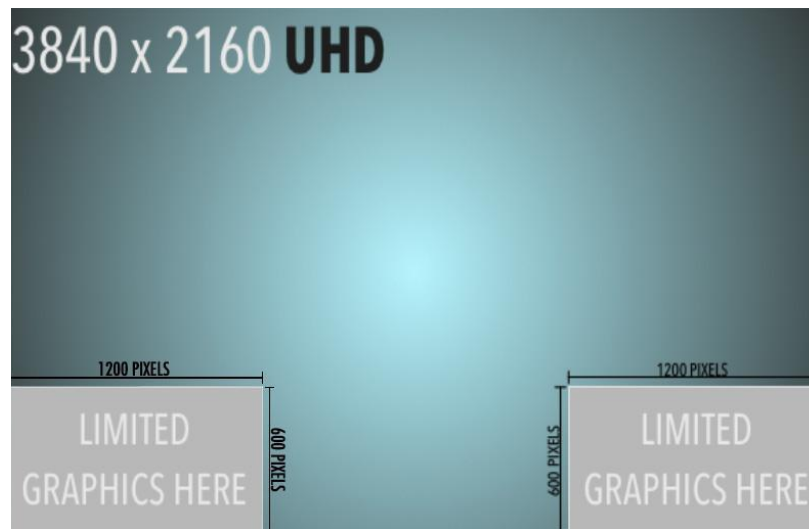 3840 x 2160 UHD
1200 PIXELS
1200 PIXELS
LIMITED
GRAPHICS HERE
600 PIXELS
600 PIXELS
LIMITED
GRAPHICS HERE